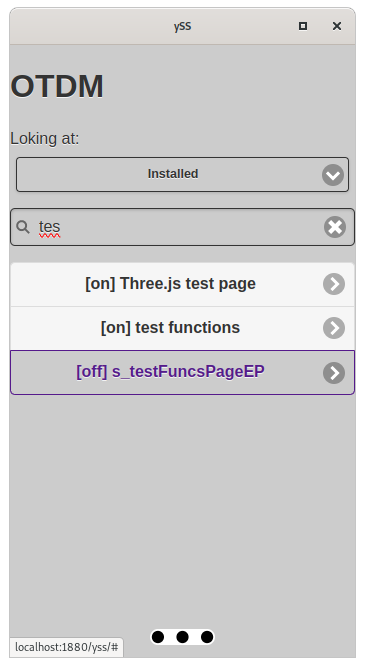 ySS
OTDM
Loking at:
Installed
tes
[on] Three.js test page
[on] test functions
[off] s_testFuncsPageEP
localhost:1880/yss/#